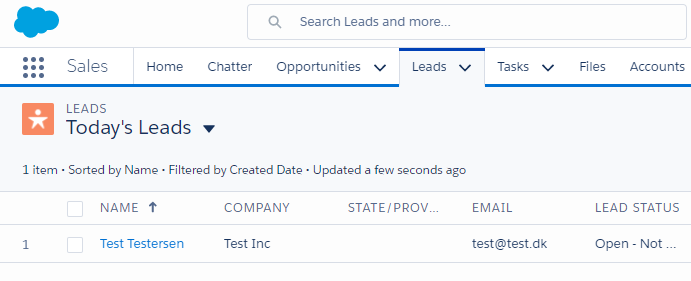 Search Leads and more...
Sales Home Chatter Opportunities Leads Tasks Files Accounts
LEADS
Today's Leads
1 item • Sorted by Name • Filtered by Created Date • Updated a few seconds ago
NAME COMPANY STATE/PROV... EMAIL LEAD STATUS
1 Test Testersen Test Inc test@test.dk Open - Not ...